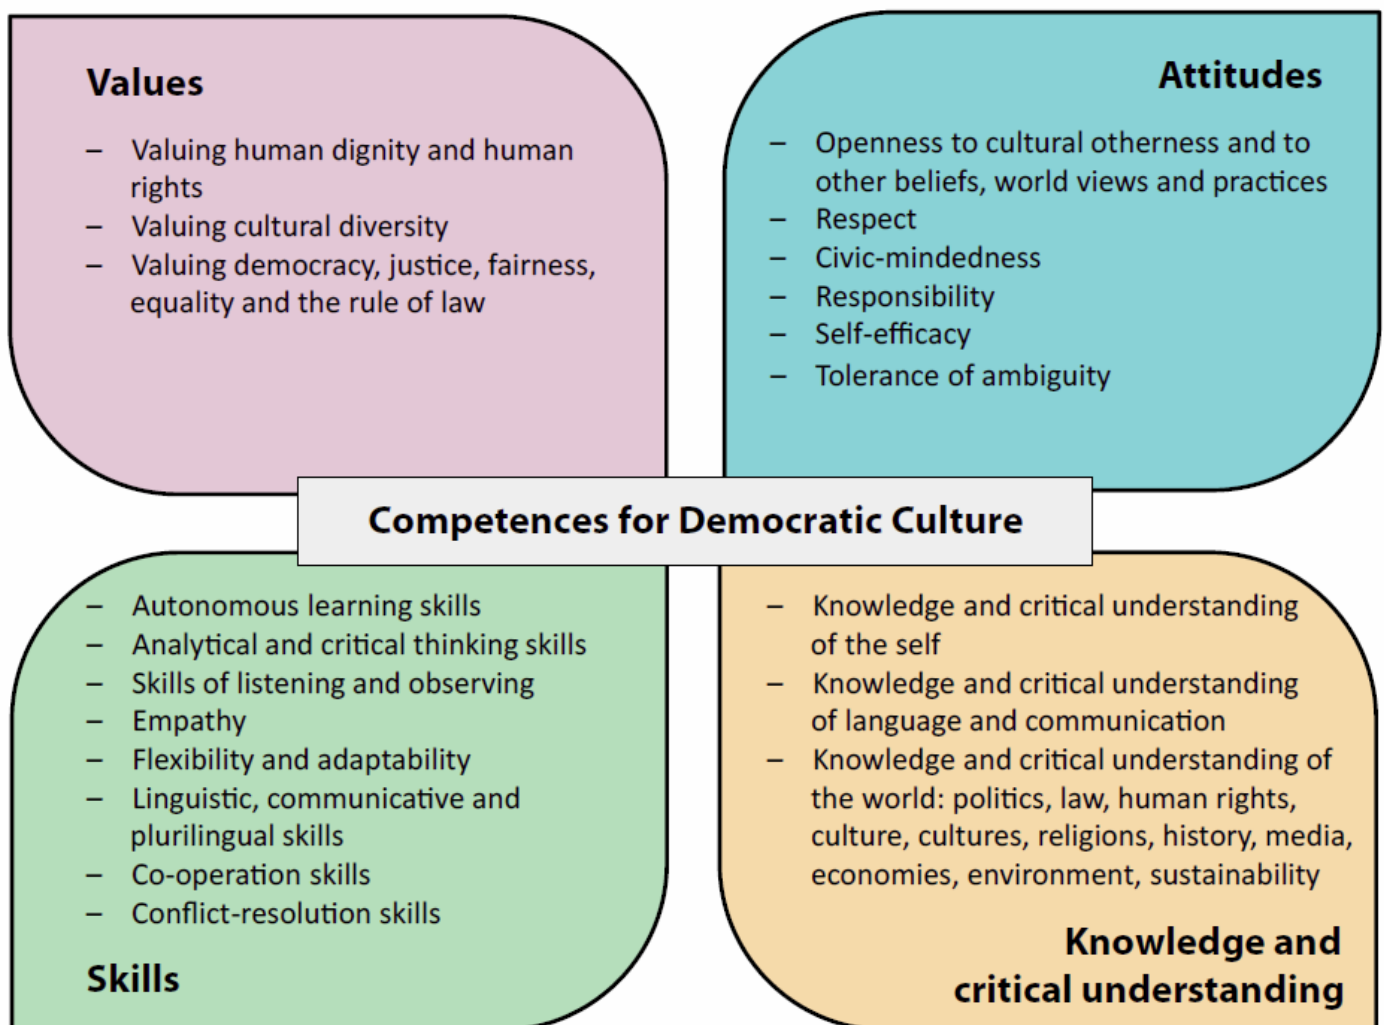 Values
– Valuing human dignity and human
rights
– Valuing cultural diversity
– Valuing democracy, justice, fairness,
equality and the rule of law
Attitudes
– Openness to cultural otherness and to
other beliefs, world views and practices
– Respect
– Civic-mindedness
– Responsibility
– Self-efficacy
– Tolerance of ambiguity
Competences for Democratic Culture
– Autonomous learning skills
– Analytical and critical thinking skills
– Skills of listening and observing
– Empathy
– Flexibility and adaptability
– Linguistic, communicative and
plurilingual skills
– Co-operation skills
– Conflict-resolution skills
Skills
– Knowledge and critical understanding
of the self
– Knowledge and critical understanding
of language and communication
– Knowledge and critical understanding of
the world: politics, law, human rights,
culture, cultures, religions, history, media,
economies, environment, sustainability
Knowledge and
critical understanding